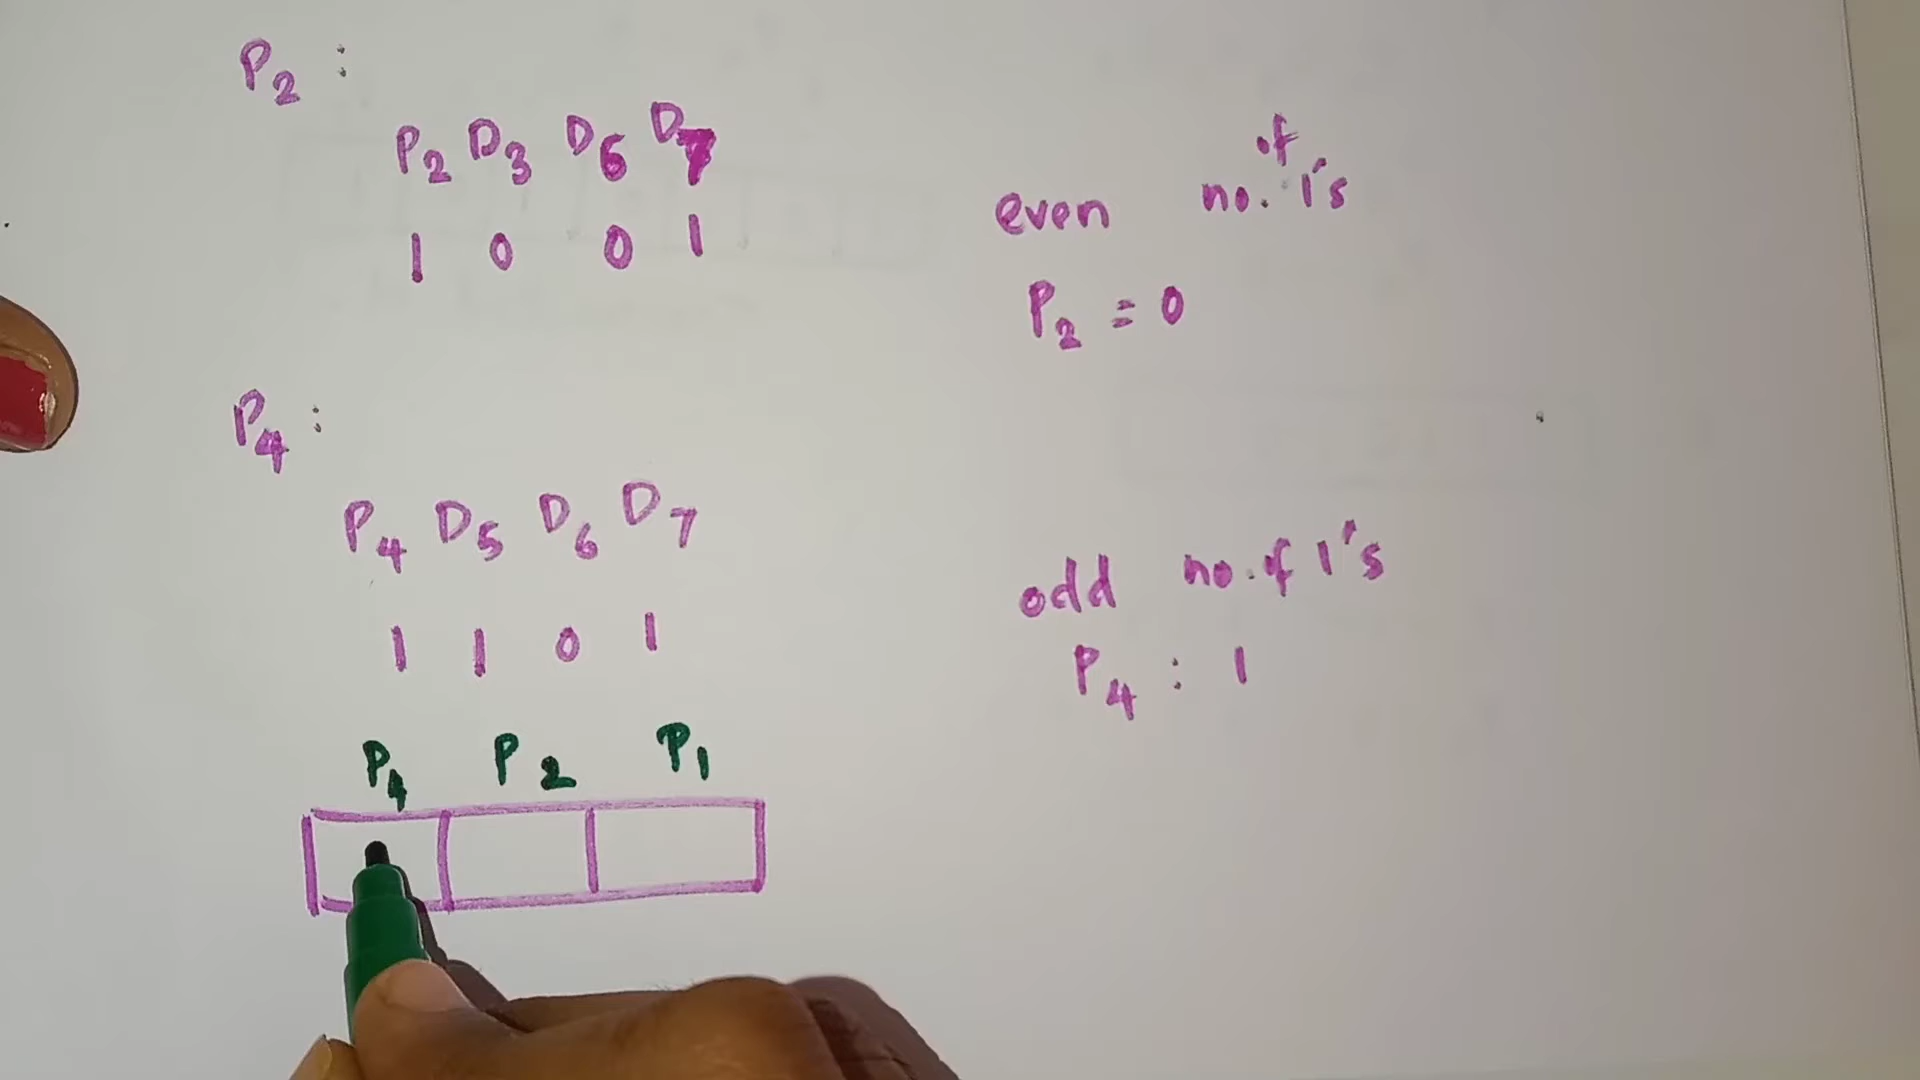 P2 :
P2 D3 D6 D7
1 0 0 1
even no. of 1's
P2 = 0
P4 :
P4 D5 D6 D7
1 1 0 1
odd no. of 1's
P4 : 1
P4 P2 P1